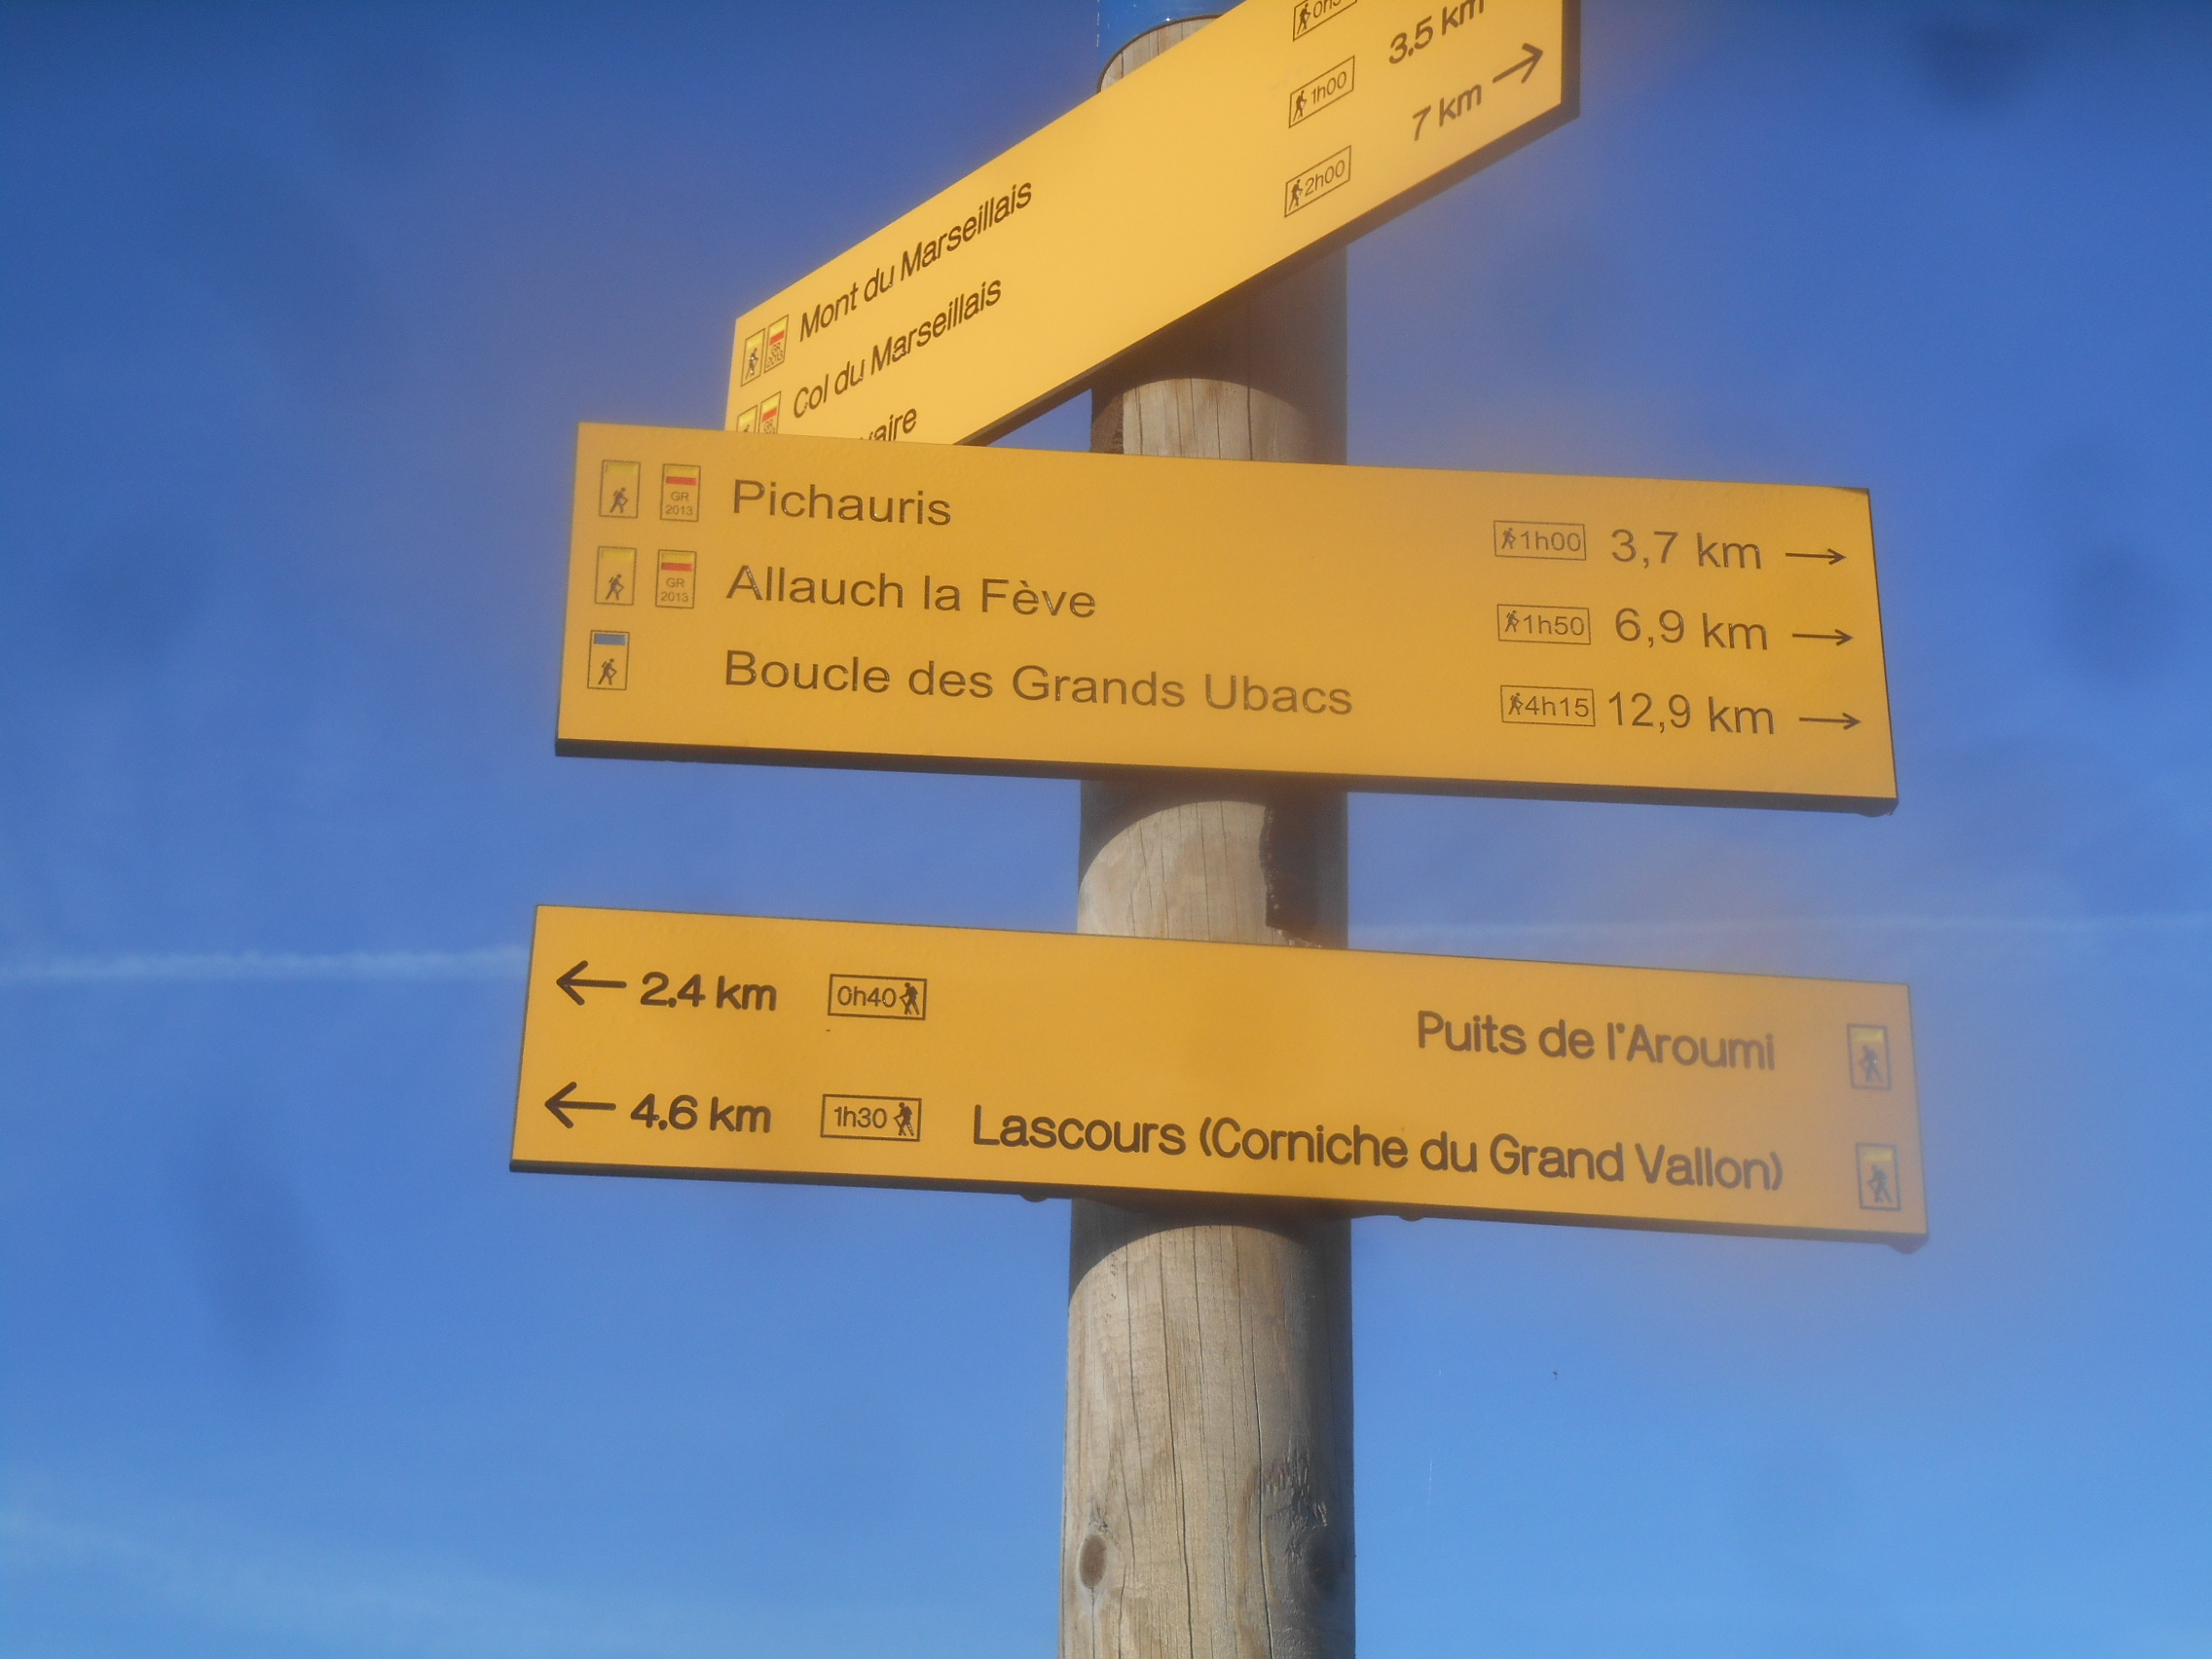 Mont du Marseillais
1h00 3.5 km
Col du Marseillais
2h00 7 km
GR 2013 Pichauris 1h00 3,7 km
GR 2013 Allauch la Fève 1h50 6,9 km
Boucle des Grands Ubacs 4h15 12,9 km
2.4 km 0h40 Puits de l'Aroumi
4.6 km 1h30 Lascours (Corniche du Grand Vallon)